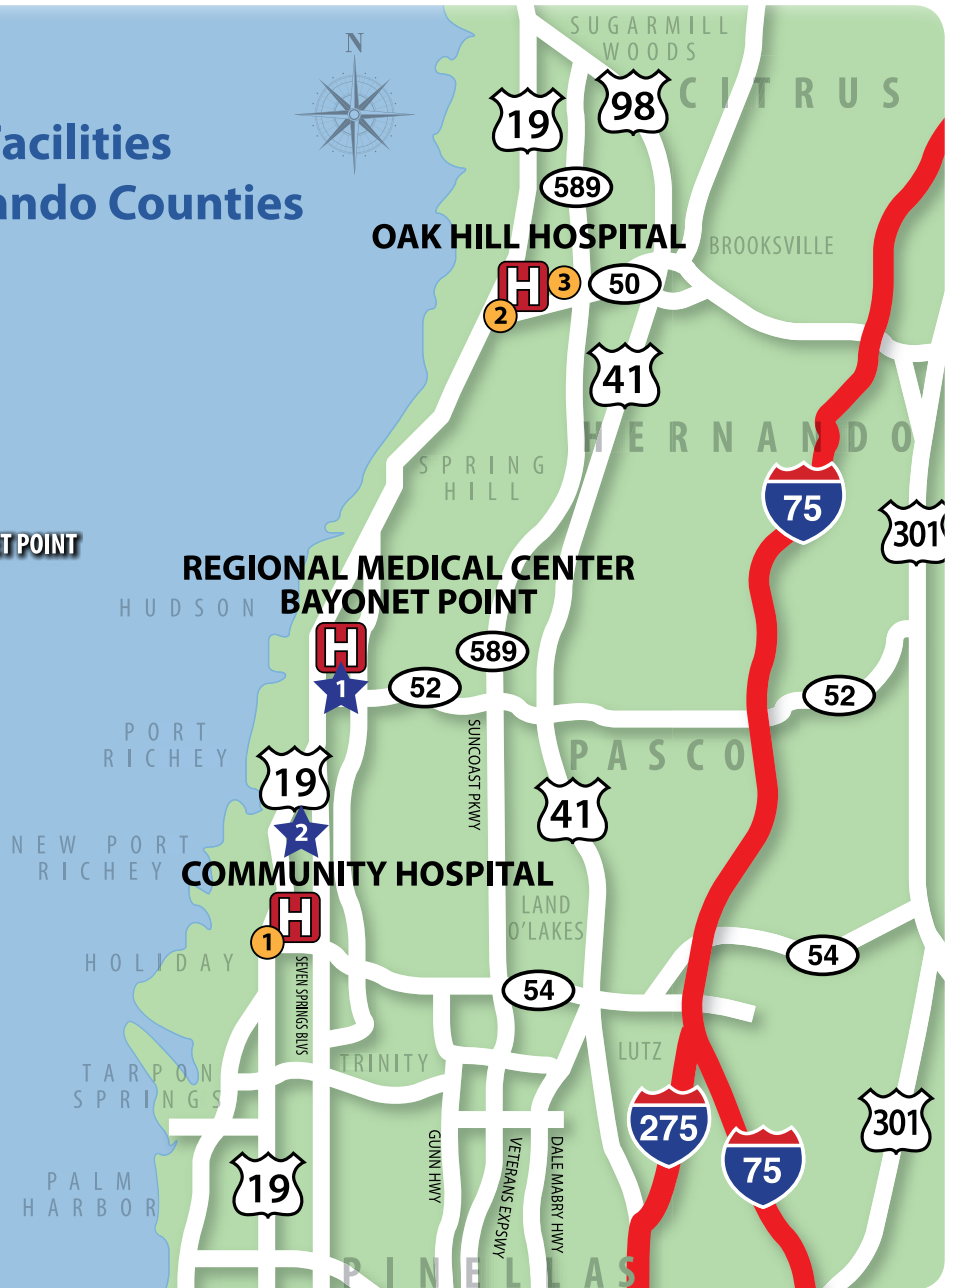 SUGARMILL
WOODS
N
CITRUS
98
19
acilities
589
ando Counties
OAK HILL HOSPITAL
BROOKSVILLE
H
3
50
2
41
HERNANDO
SPRING
HILL
75
301
T POINT
REGIONAL MEDICAL CENTER
BAYONET POINT
HUDSON
H
589
1
52
52
PORT
RICHEY
SUNCOAST PKWY
PASCO
19
41
2
NEW PORT
RICHEY
COMMUNITY HOSPITAL
H
LAND
O'LAKES
1
HOLIDAY
SEVEN SPRINGS BLVS
54
54
LUTZ
TRINITY
TARPON
SPRINGS
275
301
GUNN HWY
VETERANS EXPSWY
DALE MABRY HWY
75
19
PALM
HARBOR
PINELLAS